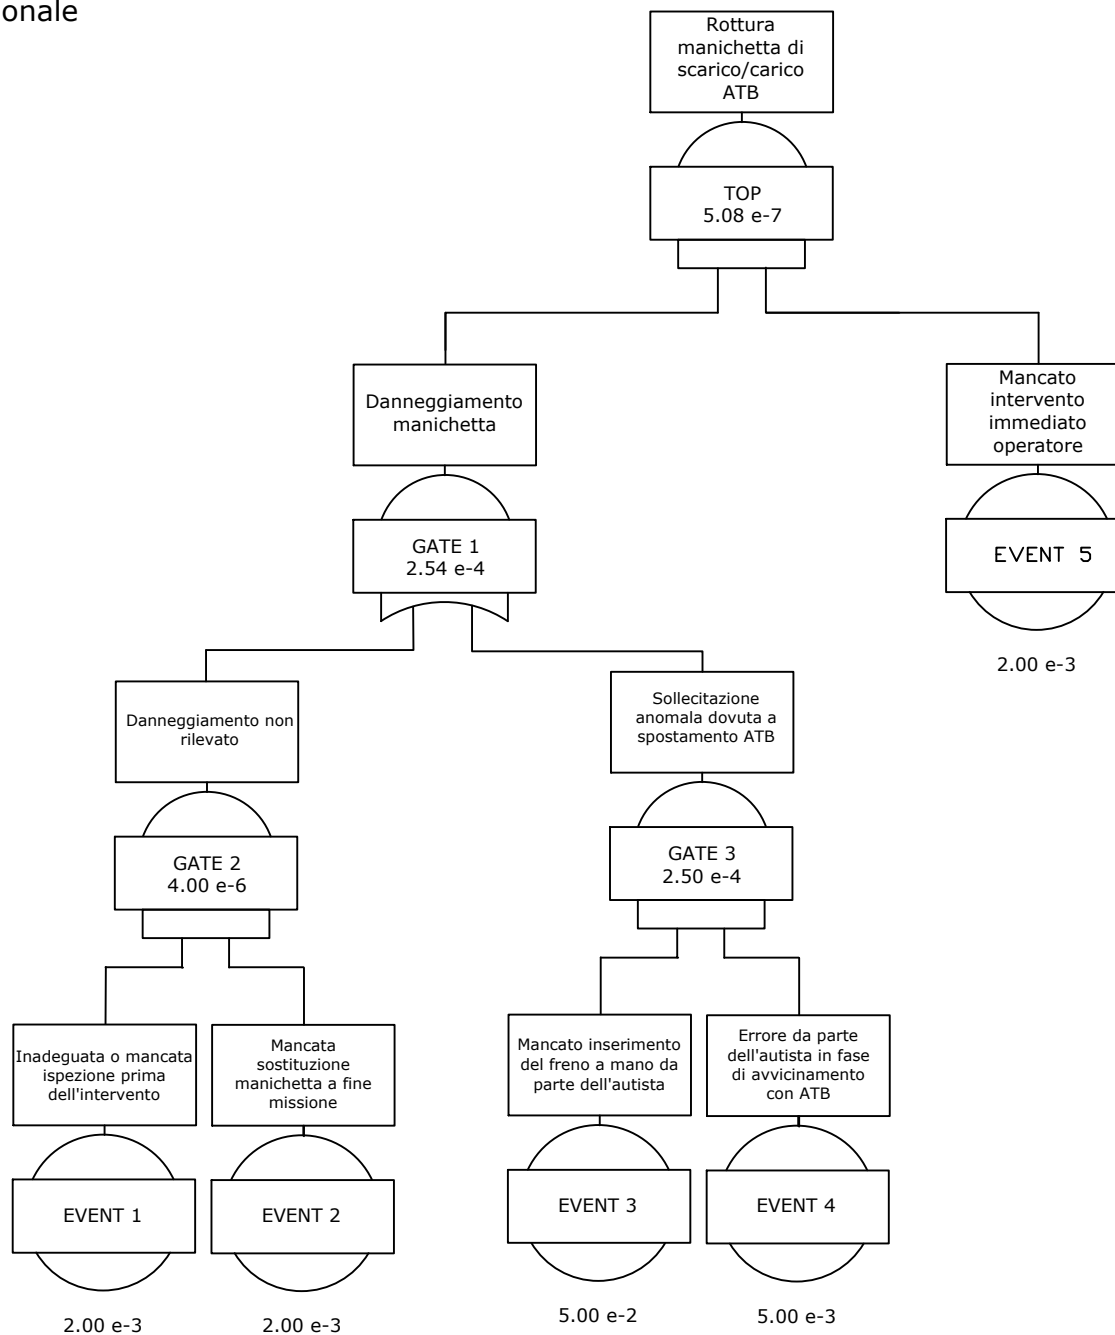 onale
Rottura
manichetta di
scarico/carico
ATB
TOP
5.08 e-7
Danneggiamento
manichetta
GATE 1
2.54 e-4
Mancato
intervento
immediato
operatore
EVENT 5
2.00 e-3
Danneggiamento non
rilevato
GATE 2
4.00 e-6
Sollecitazione
anomala dovuta a
spostamento ATB
GATE 3
2.50 e-4
Inadeguata o mancata
ispezione prima
dell'intervento
EVENT 1
2.00 e-3
Mancata
sostituzione
manichetta a fine
missione
EVENT 2
2.00 e-3
Mancato inserimento
del freno a mano da
parte dell'autista
EVENT 3
5.00 e-2
Errore da parte
dell'autista in fase
di avvicinamento
con ATB
EVENT 4
5.00 e-3